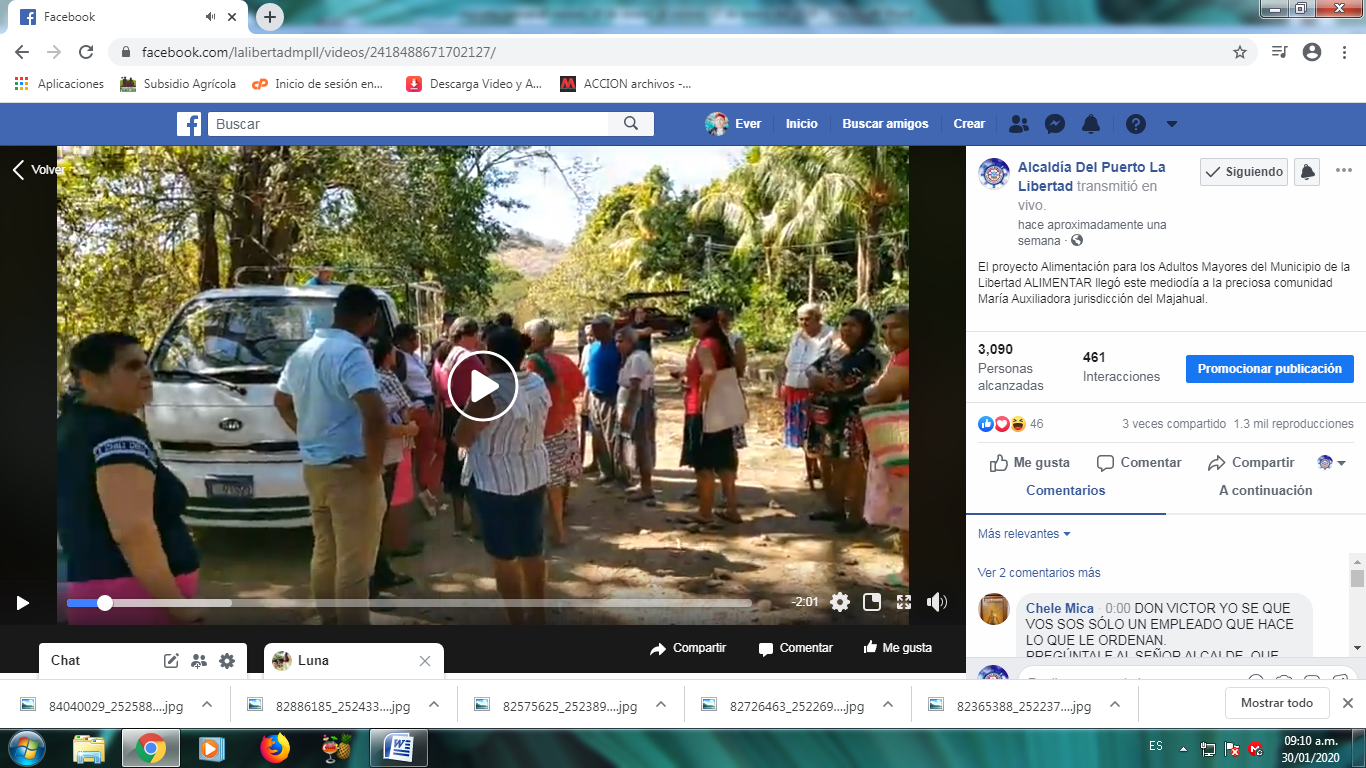 Facebook
facebook.com/lalibertadmpll/videos/2418488671702127/
Aplicaciones Subsidio Agrícola Inicio de sesión en... Descarga Video y A... ACCION archivos -...
Buscar Ever Inicio Buscar amigos Crear
Volver
Alcaldía Del Puerto La
Libertad transmitió en
vivo.
hace aproximadamente una
semana ·
Siguiendo
El proyecto Alimentación para los Adultos Mayores del Municipio de la
Libertad ALIMENTAR llegó este mediodía a la preciosa comunidad
María Auxiliadora jurisdicción del Majahual.
3,090
Personas
alcanzadas
461
Interacciones
Promocionar publicación
46 3 veces compartido 1.3 mil reproducciones
Me gusta Comentar Compartir
Comentarios A continuación
Más relevantes
Ver 2 comentarios más
Chele Mica · 0:00 DON VICTOR YO SE QUE
VOS SOS SÓLO UN EMPLEADO QUE HACE
LO QUE LE ORDENAN.
PREGÚNTALE AL SEÑOR ALCALDE, QUE
-2:01
Compartir Comentar Me gusta
Chat
Luna
84040029_252588....jpg 82886185_252433....jpg 82575625_252389....jpg 82726463_252269....jpg 82365388_252237....jpg Mostrar todo
ES
09:10 a.m.
30/01/2020